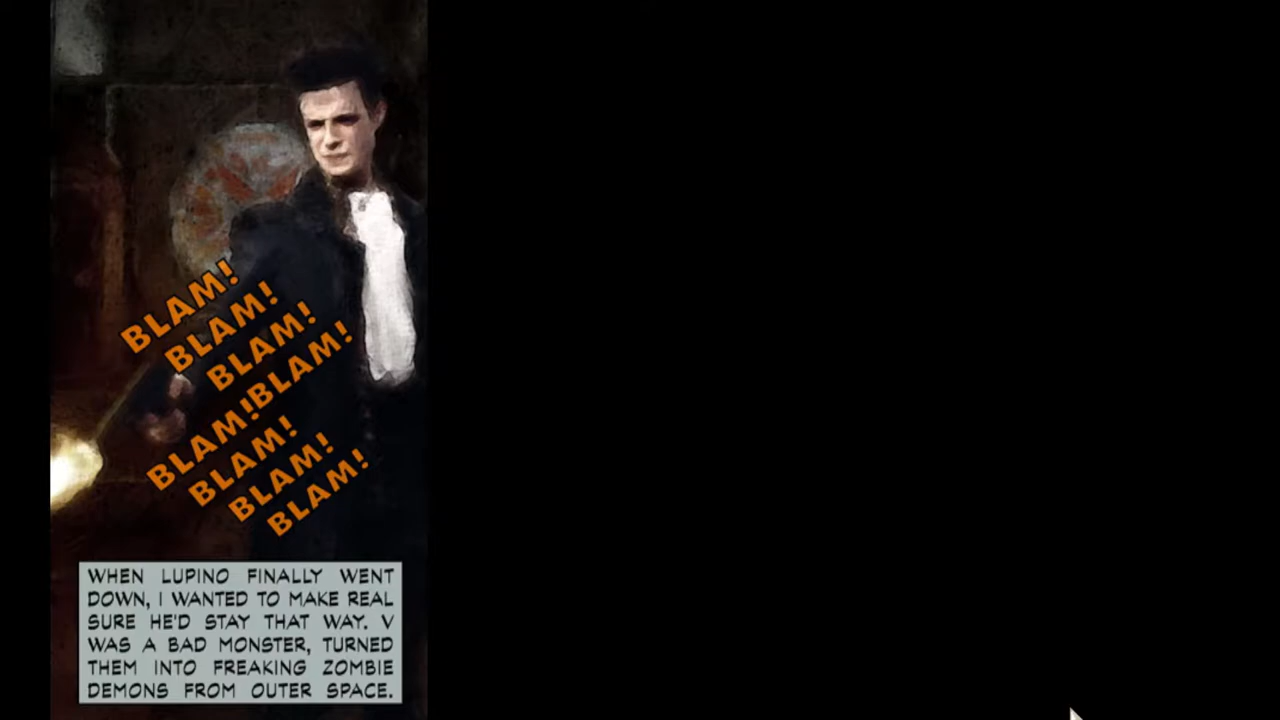 BLAM!
BLAM!
BLAM!
BLAM!
BLAM!
BLAM!
BLAM!
BLAM!
WHEN LUPINO FINALLY WENT
DOWN, I WANTED TO MAKE REAL
SURE HE'D STAY THAT WAY. V
WAS A BAD MONSTER, TURNED
THEM INTO FREAKING ZOMBIE
DEMONS FROM OUTER SPACE.